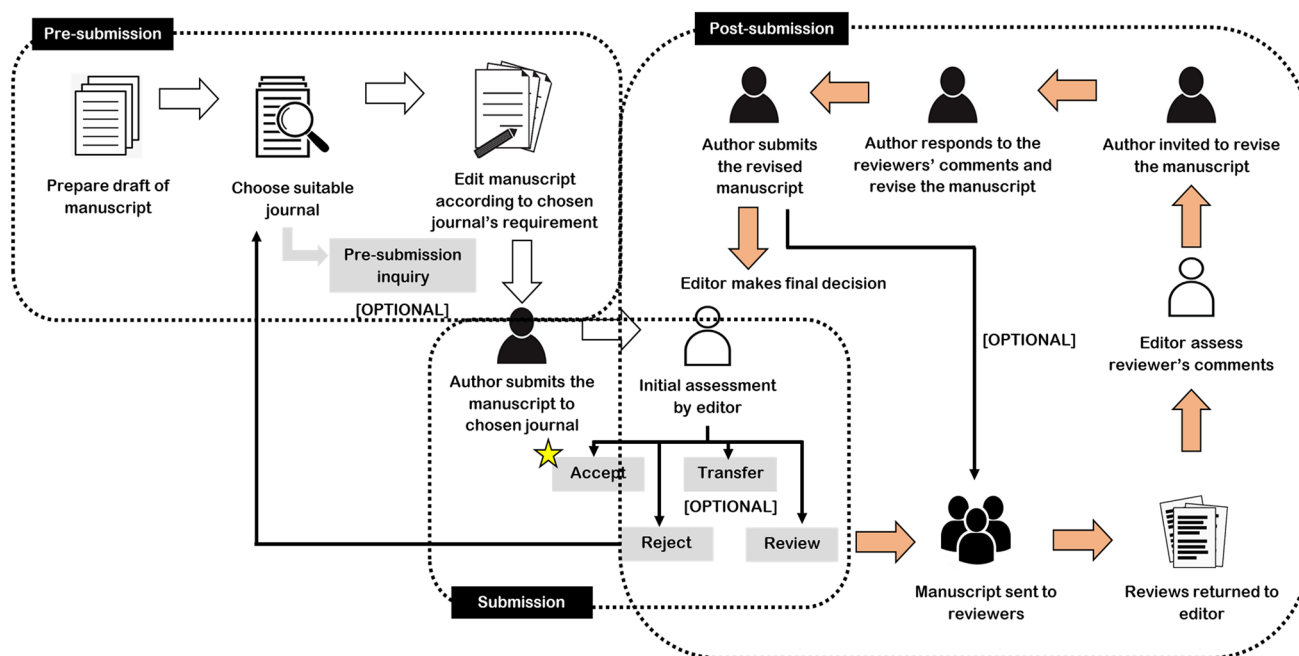 Pre-submission
Prepare draft of
manuscript
Choose suitable
journal
Edit manuscript
according to chosen
journal's requirement
Pre-submission
inquiry
[OPTIONAL]
Submission
Author submits the
manuscript to
chosen journal
Initial assessment
by editor
Accept
Transfer
[OPTIONAL]
Reject
Review
Post-submission
Manuscript sent to
reviewers
Reviews returned to
editor
Editor assess
reviewer's comments
Author invited to revise
the manuscript
Author responds to the
reviewers' comments and
revise the manuscript
Author submits
the revised
manuscript
Editor makes final decision
[OPTIONAL]